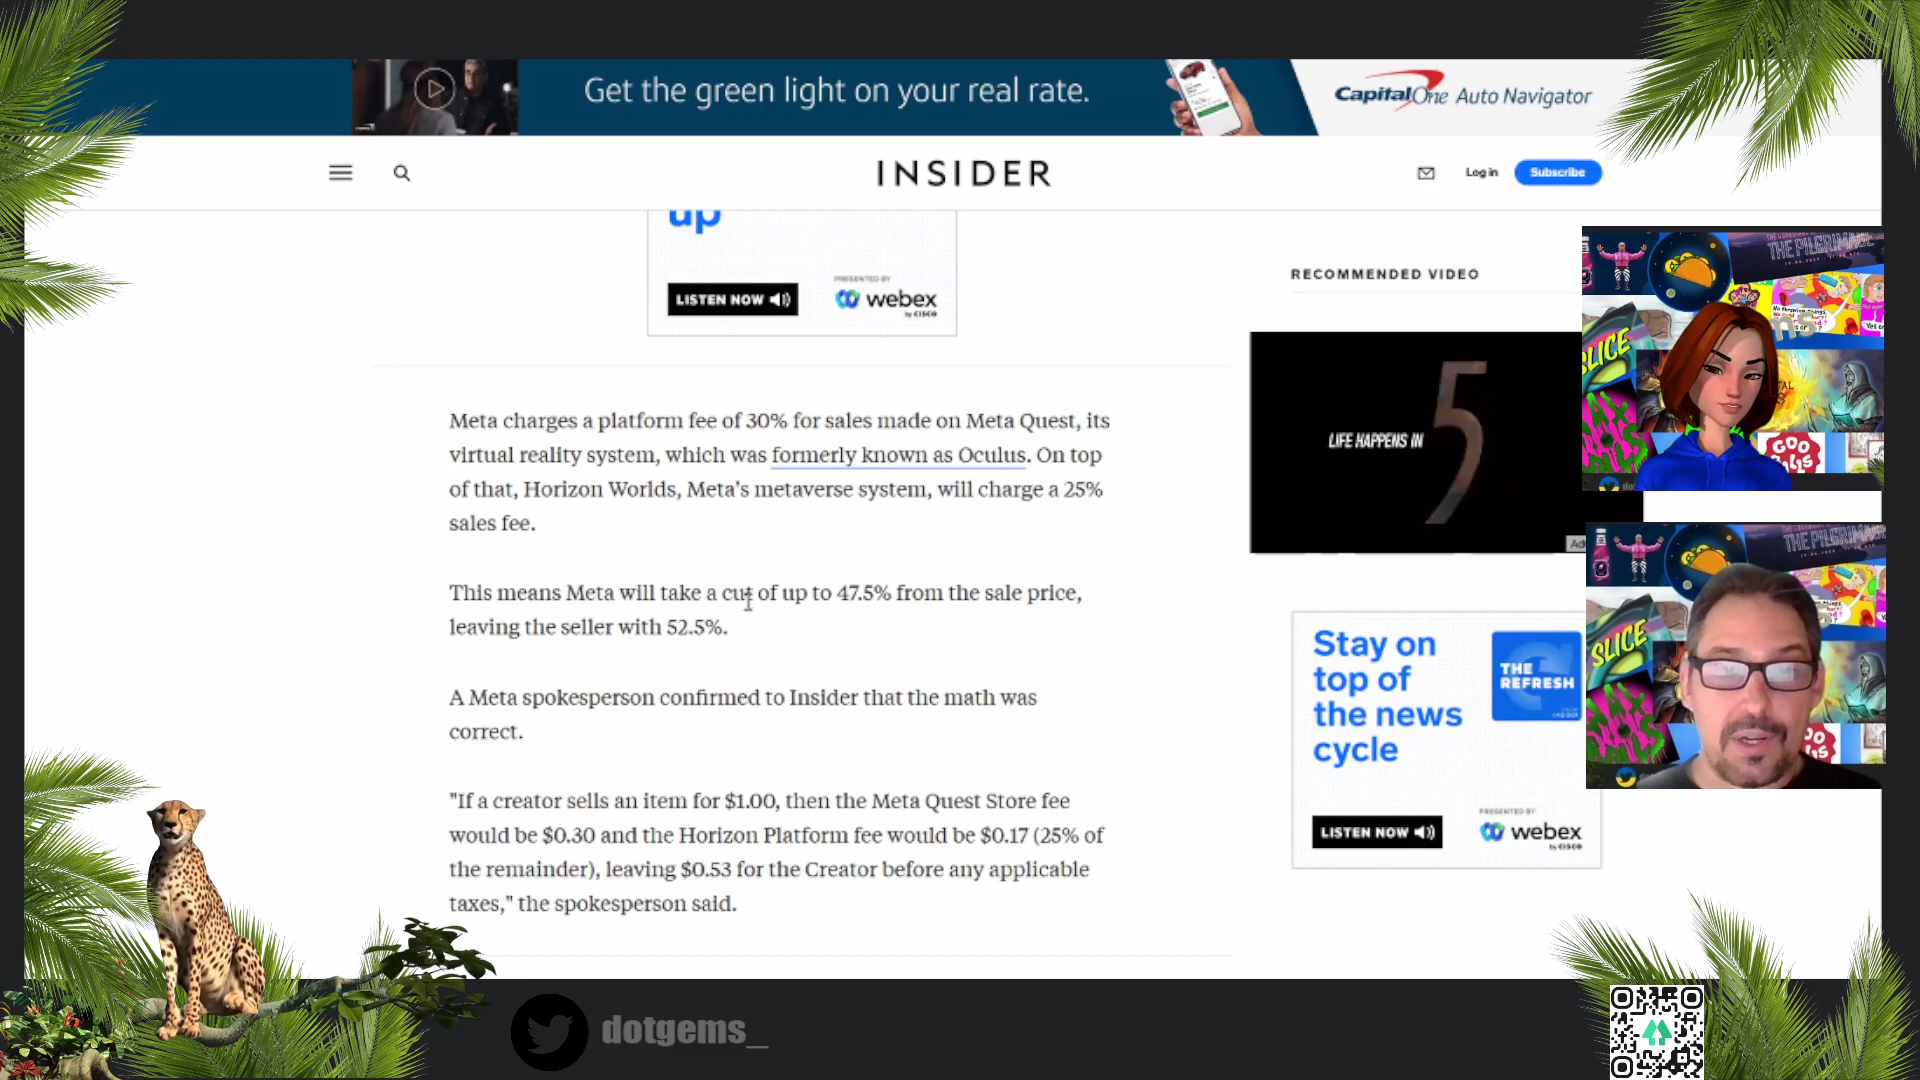 Get the green light on your real rate.
CapitalOne Auto Navigator
INSIDER
Log in
Subscribe
up
LISTEN NOW
PRESENTED BY
webex
by CISCO
RECOMMENDED VIDEO
LIFE HAPPENS IN
5
Meta charges a platform fee of 30% for sales made on Meta Quest, its
virtual reality system, which was formerly known as Oculus. On top
of that, Horizon Worlds, Meta's metaverse system, will charge a 25%
sales fee.
This means Meta will take a cut of up to 47.5% from the sale price,
leaving the seller with 52.5%.
A Meta spokesperson confirmed to Insider that the math was
correct.
"If a creator sells an item for $1.00, then the Meta Quest Store fee
would be $0.30 and the Horizon Platform fee would be $0.17 (25% of
the remainder), leaving $0.53 for the Creator before any applicable
taxes," the spokesperson said.
THE PILGRIMAGE
SLICE
GOO
THE PILGRIMAGE
SLICE
Stay on
top of
the news
cycle
THE
REFRESH
LISTEN NOW
PRESENTED BY
webex
by CISCO
dotgems_